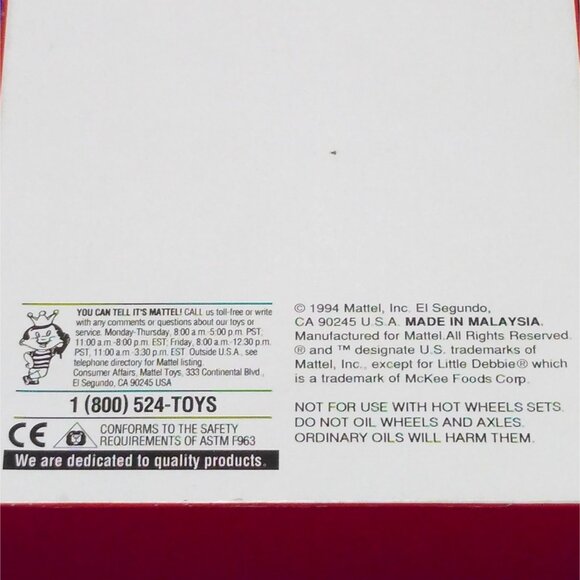 YOU CAN TELL IT'S MATTEL! CALL us toll-free or write
with any comments or questions about our toys or
service. Monday-Thursday, 8:00 a.m.-5:00 p.m. PST,
11:00 a.m.-8:00 p.m. EST; Friday, 8:00 a.m.-12:30 p.m.
PST, 11:00 a.m.-3:30 p.m. EST. Outside U.S.A., see
telephone directory for Mattel listing.
Consumer Affairs, Mattel Toys, 333 Continental Blvd.,
El Segundo, CA 90245 USA
1 (800) 524-TOYS
CE
CONFORMS TO THE SAFETY
REQUIREMENTS OF ASTM F963
We are dedicated to quality products.
© 1994 Mattel, Inc. El Segundo,
CA 90245 U.S.A. MADE IN MALAYSIA.
Manufactured for Mattel.All Rights Reserved.
® and ™ designate U.S. trademarks of
Mattel, Inc., except for Little Debbie® which
is a trademark of McKee Foods Corp.
NOT FOR USE WITH HOT WHEELS SETS.
DO NOT OIL WHEELS AND AXLES.
ORDINARY OILS WILL HARM THEM.